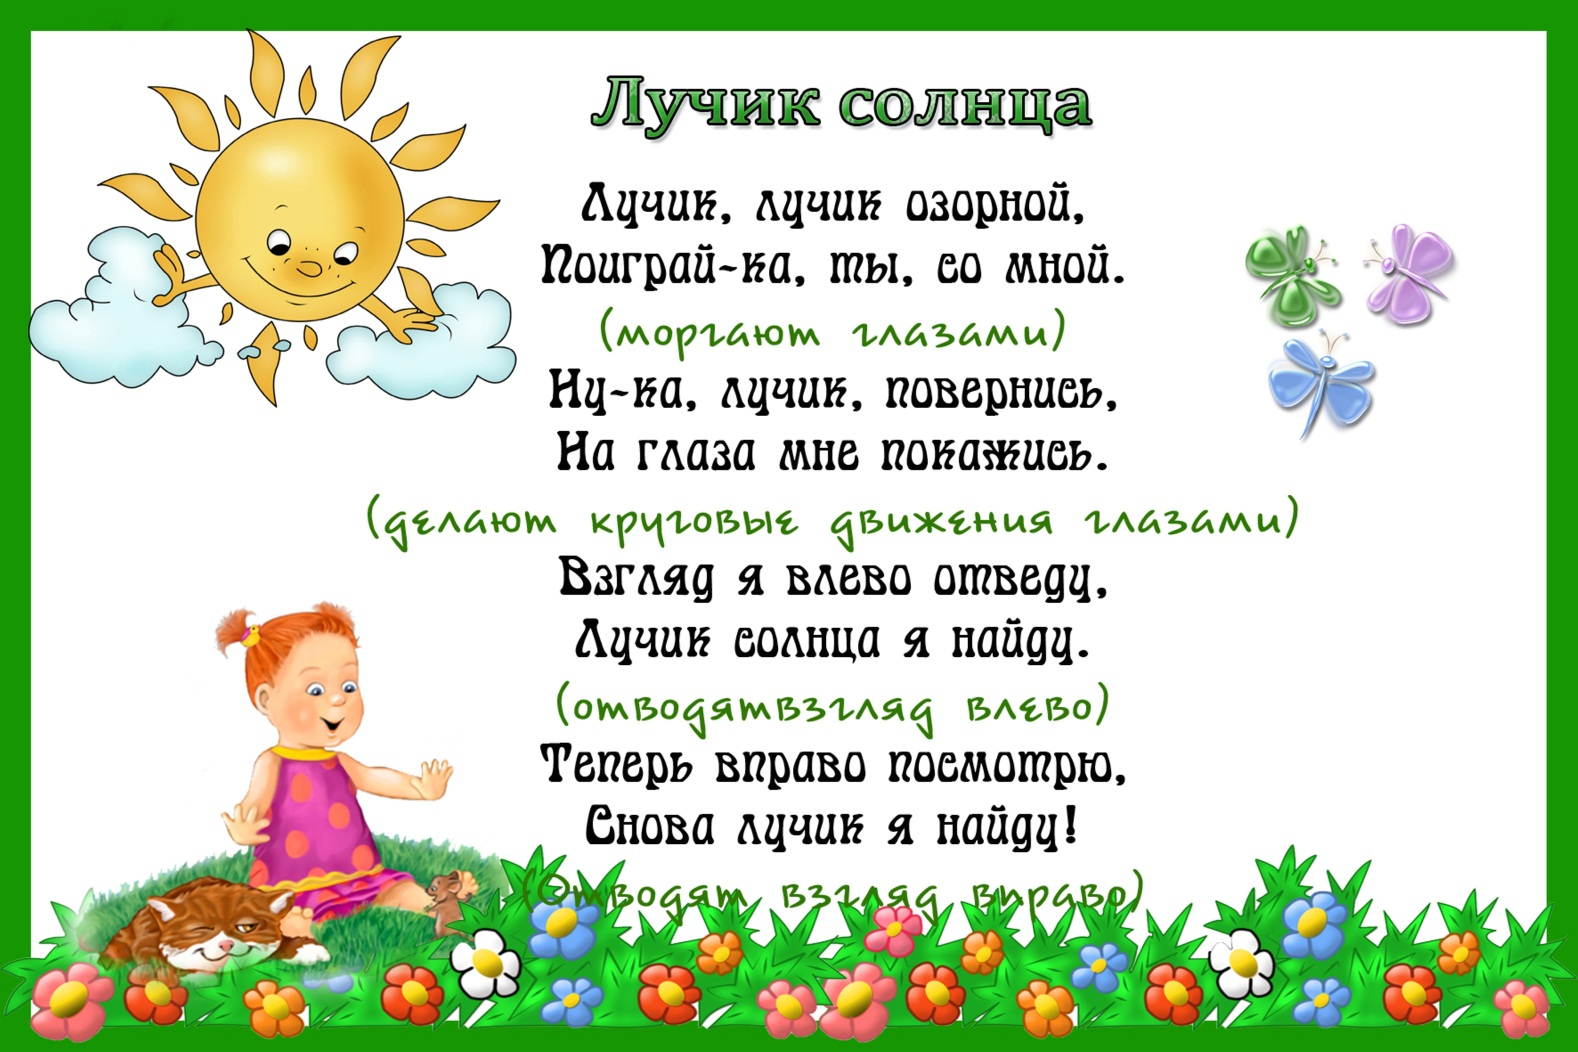 Лучик солнца
Лучик, лучик озорной,
Поиграй-ка, ты, со мной.
(моргают глазами)
Ну-ка, лучик, повернись,
На глаза мне покажись.
(делают круговые движения глазами)
Взгляд я влево отведу,
Лучик солнца я найду.
(отводятвзгляд влево)
Теперь вправо посмотрю,
Снова лучик я найду!
(Отводят взгляд вправо)